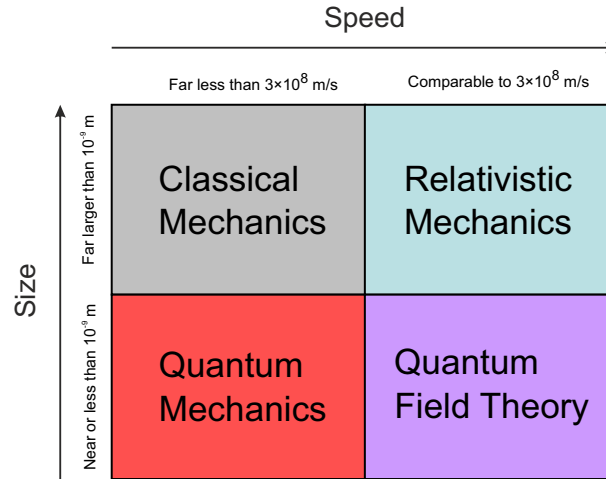 Speed
Far less than 3×10⁸ m/s
Comparable to 3×10⁸ m/s
Size
Far larger than 10⁻⁹ m
Classical
Mechanics
Relativistic
Mechanics
Near or less than 10⁻⁹ m
Quantum
Mechanics
Quantum
Field Theory